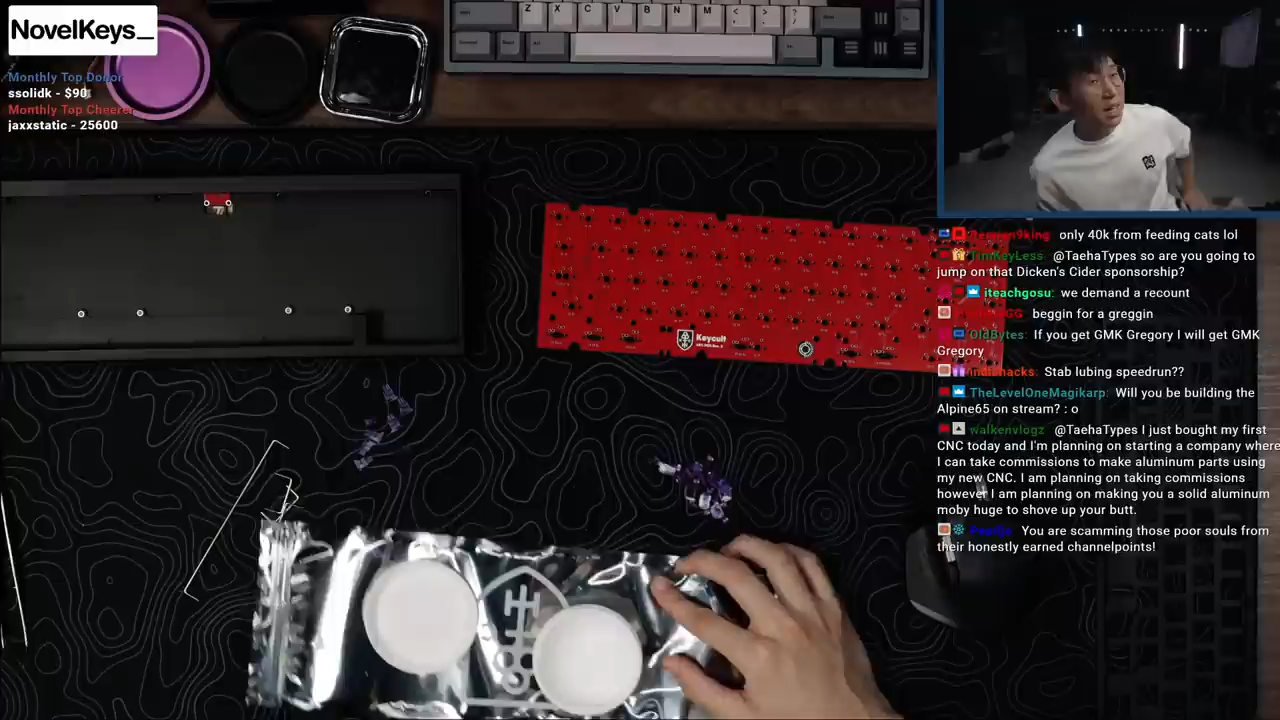 NovelKeys_
Monthly Top Donor
ssolidk - $90
Monthly Top Cheerer
jaxxstatic - 25600
Z X C V B N M
Keycult
only 40k from feeding cats lol
TimKeyLess: @TaehaTypes so are you going to
jump on that Dicken's Cider sponsorship?
iteachgosu: we demand a recount
beggin for a greggin
OldBytes: If you get GMK Gregory I will get GMK
Gregory
Stab lubing speedrun??
TheLevelOneMagikarp: Will you be building the
Alpine65 on stream? : o
walkenvlogz: @TaehaTypes I just bought my first
CNC today and I'm planning on starting a company where
I can take commissions to make aluminum parts using
my new CNC. I am planning on taking commissions
however I am planning on making you a solid aluminum
moby huge to shove up your butt.
You are scamming those poor souls from
their honestly earned channelpoints!